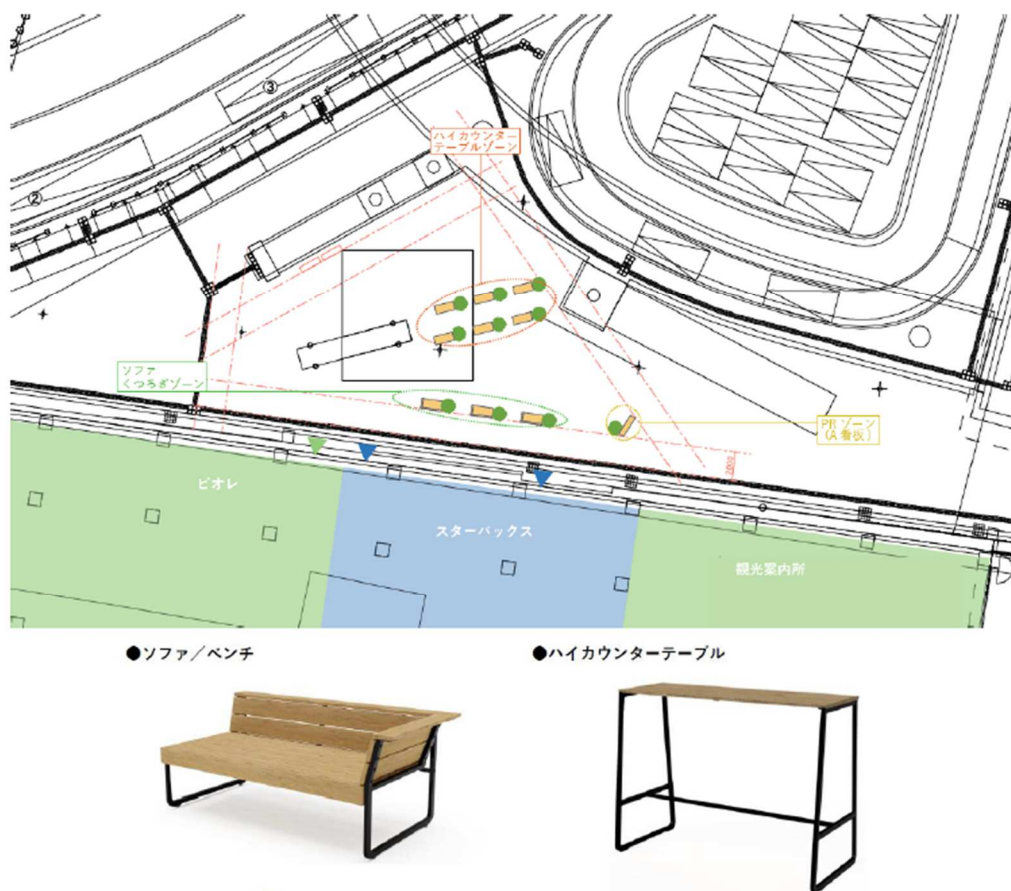 ③
②
ハイカウンター
テーブルゾーン
ソファ
くつろぎゾーン
PRゾーン
(A看板)
2000
ピオレ
スターバックス
観光案内所
●ソファ/ベンチ
●ハイカウンターテーブル